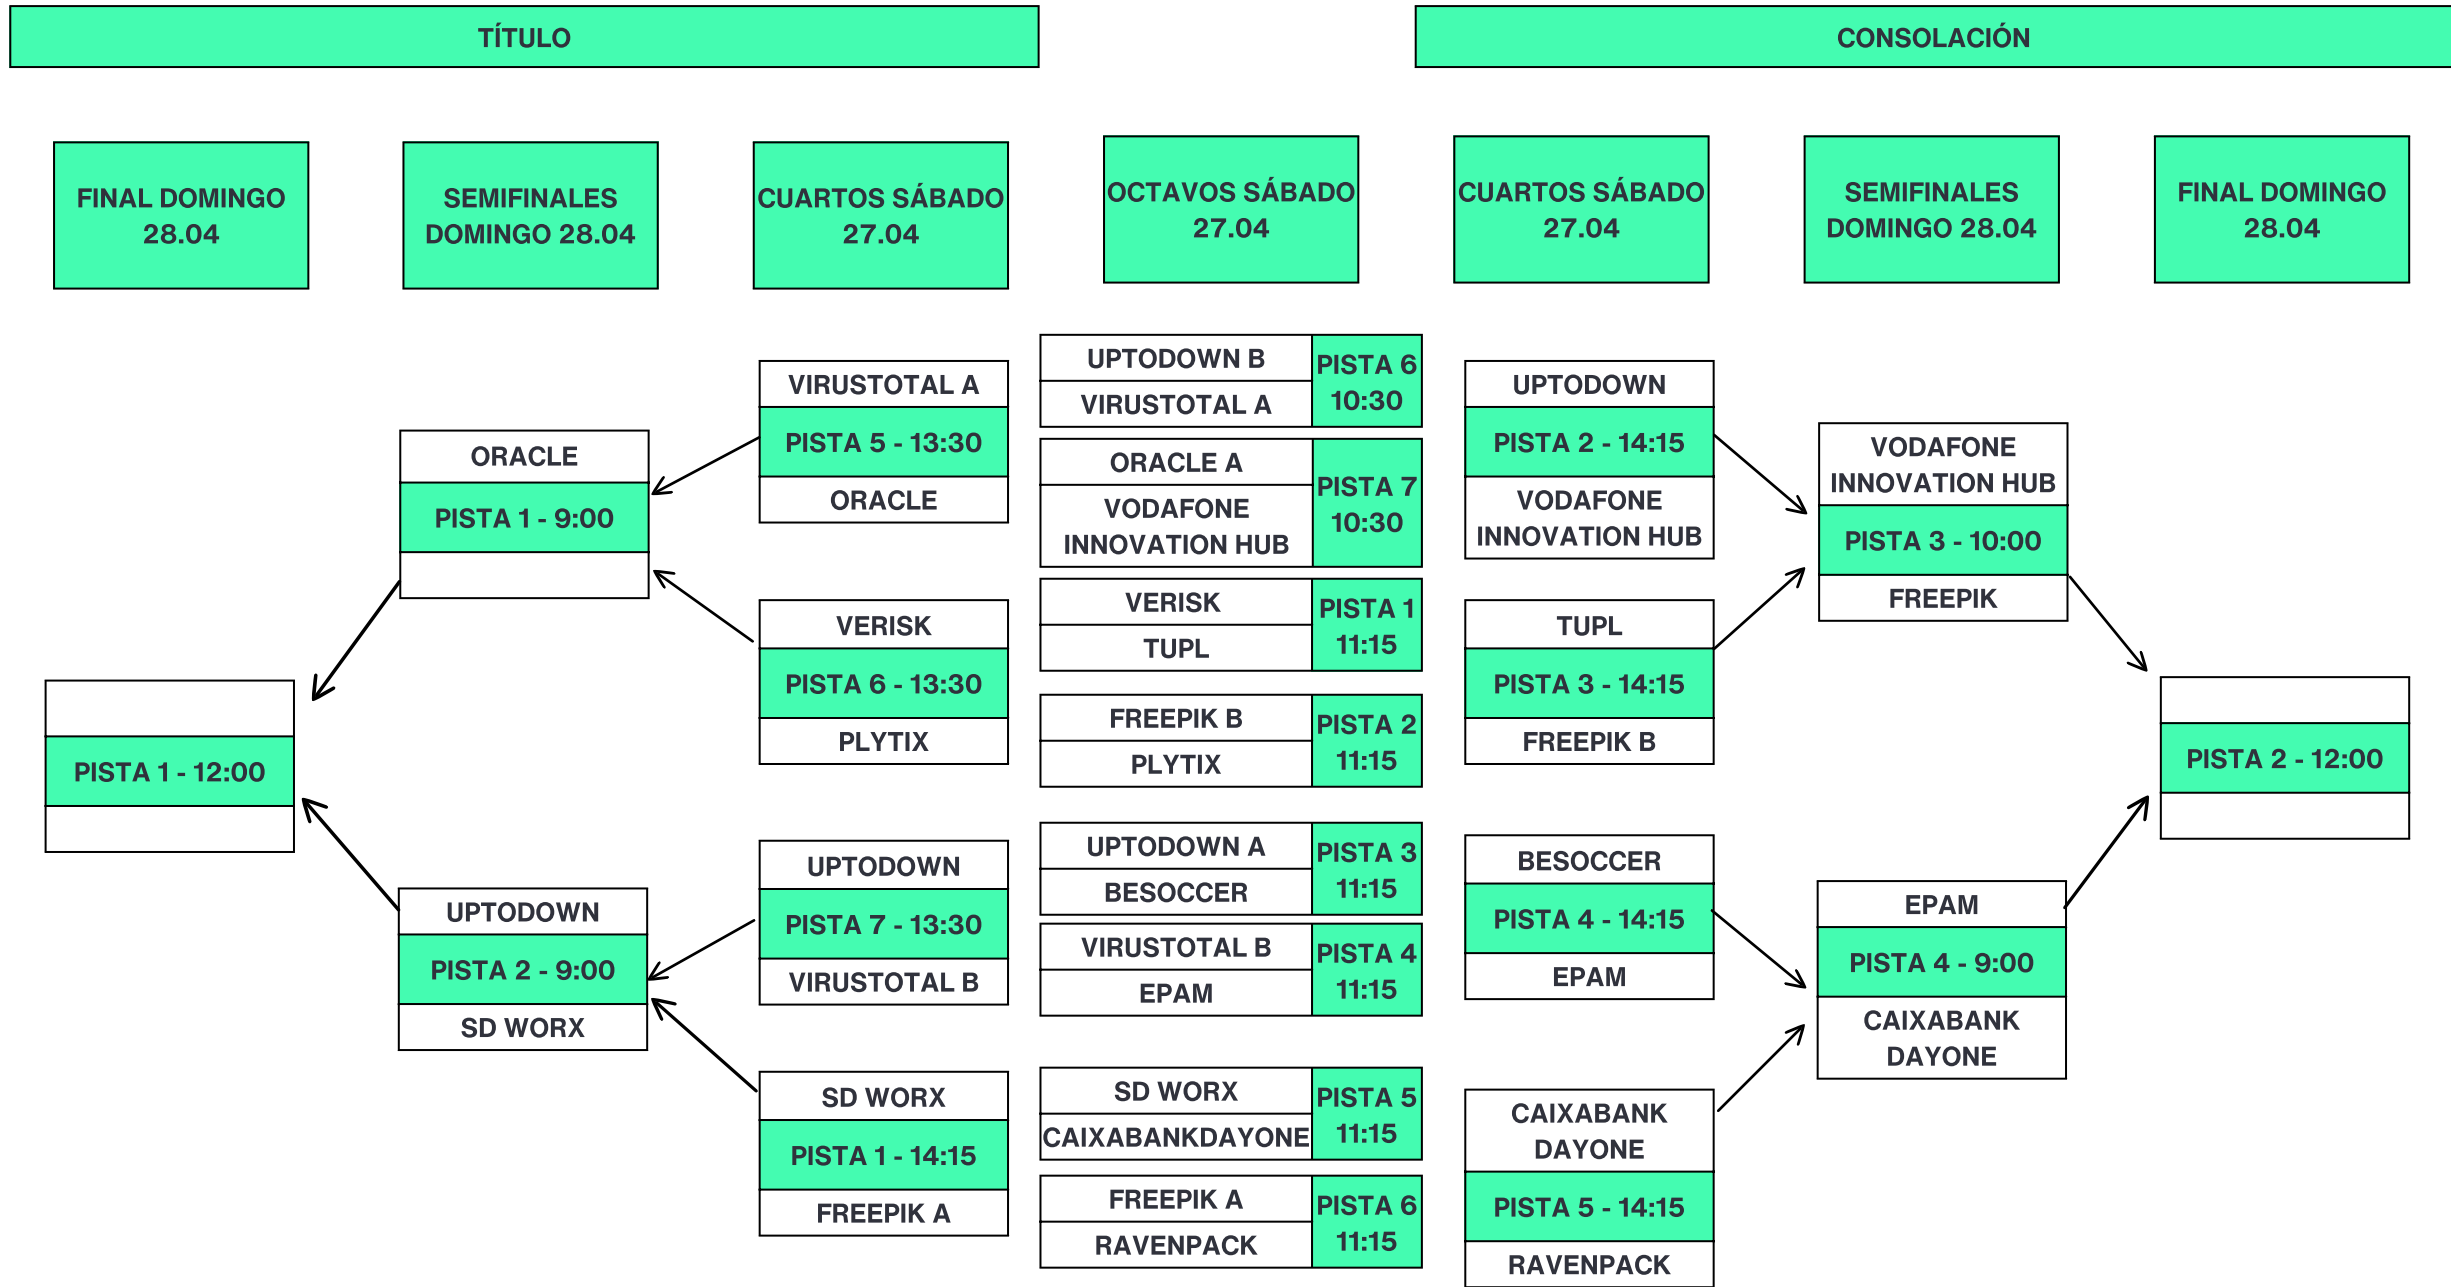 TÍTULO
CONSOLACIÓN
FINAL DOMINGO
28.04
SEMIFINALES
DOMINGO 28.04
CUARTOS SÁBADO
27.04
OCTAVOS SÁBADO
27.04
CUARTOS SÁBADO
27.04
SEMIFINALES
DOMINGO 28.04
FINAL DOMINGO
28.04
PISTA 1 - 12:00
ORACLE
PISTA 1 - 9:00
UPTODOWN
PISTA 2 - 9:00
SD WORX
VIRUSTOTAL A
PISTA 5 - 13:30
ORACLE
VERISK
PISTA 6 - 13:30
PLYTIX
UPTODOWN
PISTA 7 - 13:30
VIRUSTOTAL B
SD WORX
PISTA 1 - 14:15
FREEPIK A
UPTODOWN B
VIRUSTOTAL A
PISTA 6
10:30
ORACLE A
VODAFONE
INNOVATION HUB
PISTA 7
10:30
VERISK
TUPL
PISTA 1
11:15
FREEPIK B
PLYTIX
PISTA 2
11:15
UPTODOWN A
BESOCCER
PISTA 3
11:15
VIRUSTOTAL B
EPAM
PISTA 4
11:15
SD WORX
CAIXABANKDAYONE
PISTA 5
11:15
FREEPIK A
RAVENPACK
PISTA 6
11:15
UPTODOWN
PISTA 2 - 14:15
VODAFONE
INNOVATION HUB
TUPL
PISTA 3 - 14:15
FREEPIK B
BESOCCER
PISTA 4 - 14:15
EPAM
CAIXABANK
DAYONE
PISTA 5 - 14:15
RAVENPACK
VODAFONE
INNOVATION HUB
PISTA 3 - 10:00
FREEPIK
EPAM
PISTA 4 - 9:00
CAIXABANK
DAYONE
PISTA 2 - 12:00